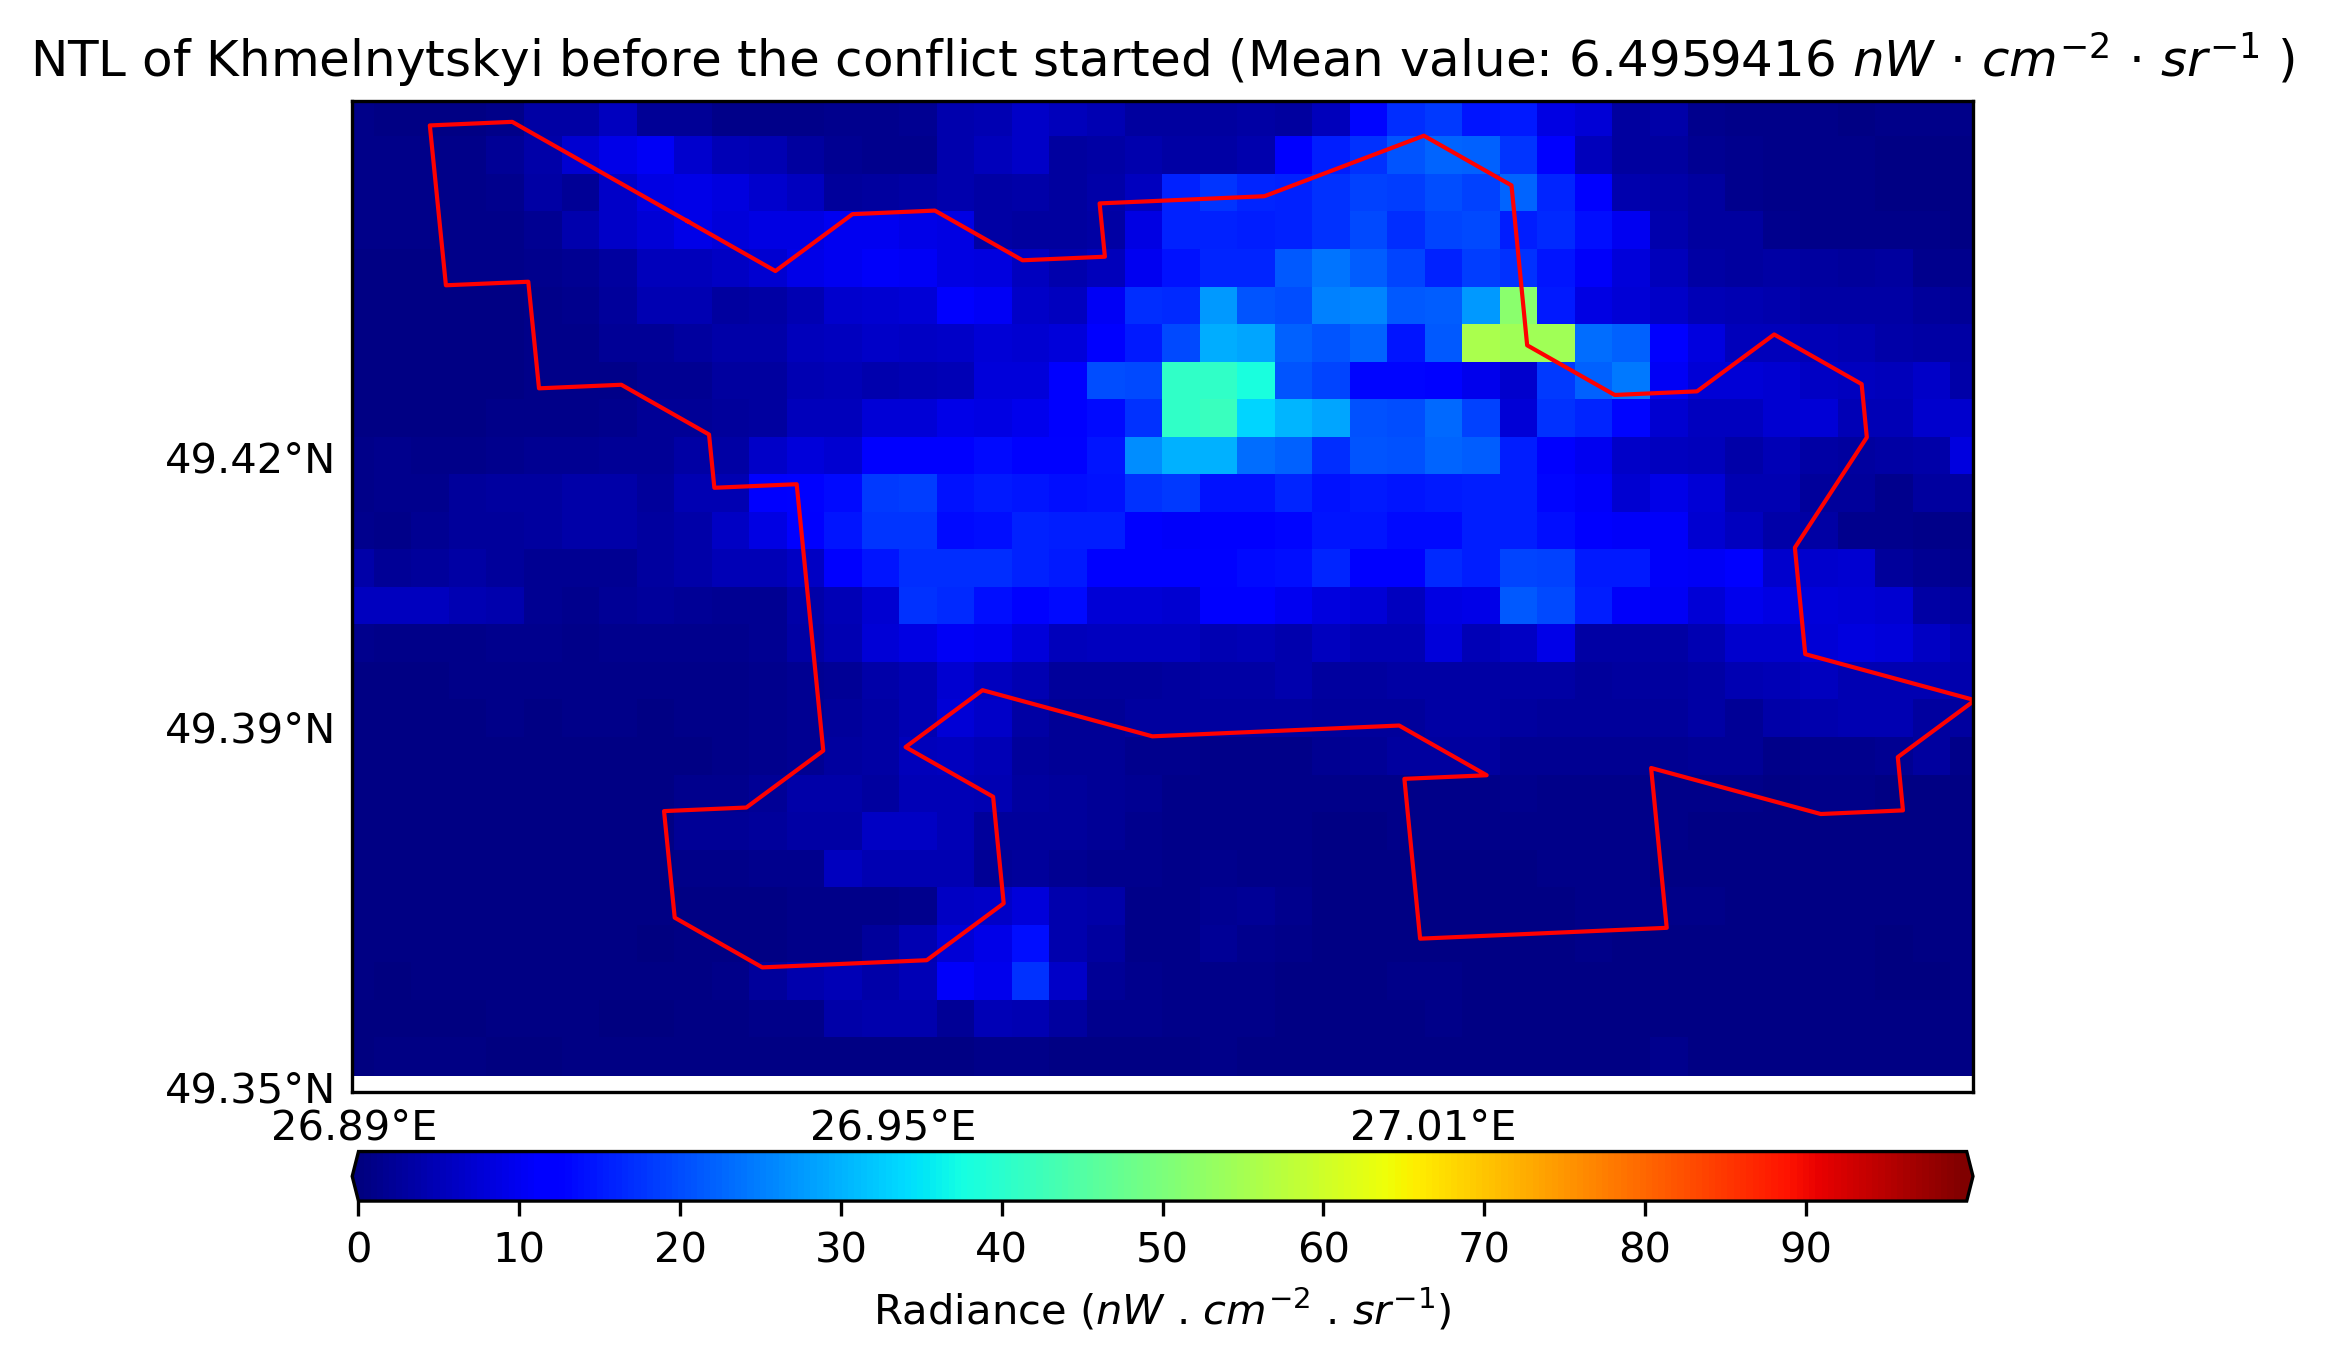 NTL of Khmelnytskyi before the conflict started (Mean value: 6.4959416 nW · cm⁻² · sr⁻¹ )
49.42°N
49.39°N
49.35°N
26.89°E 26.95°E 27.01°E
0 10 20 30 40 50 60 70 80 90
Radiance (nW . cm⁻² . sr⁻¹)